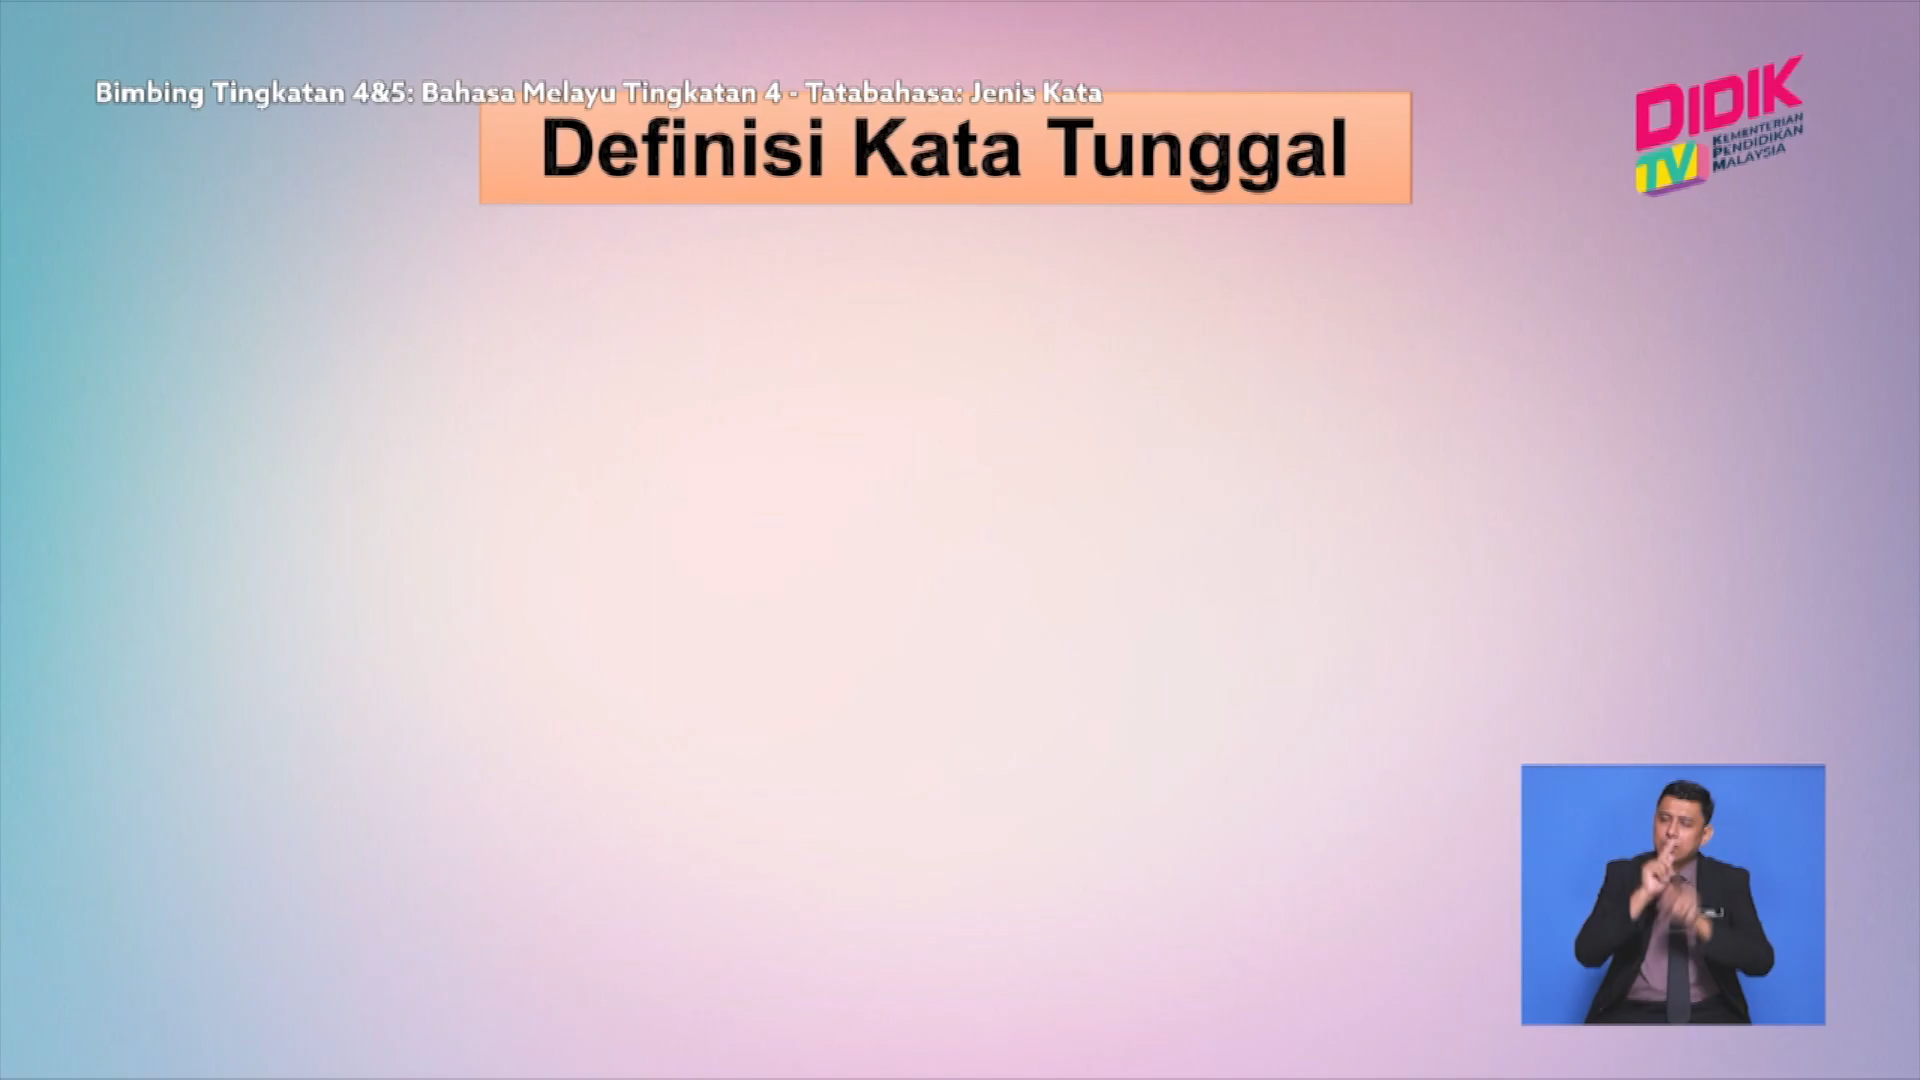 Bimbing Tingkatan 4&5: Bahasa Melayu Tingkatan 4 - Tatabahasa: Jenis Kata
Definisi Kata Tunggal
DIDIK
TV
KEMENTERIAN
PENDIDIKAN
MALAYSIA